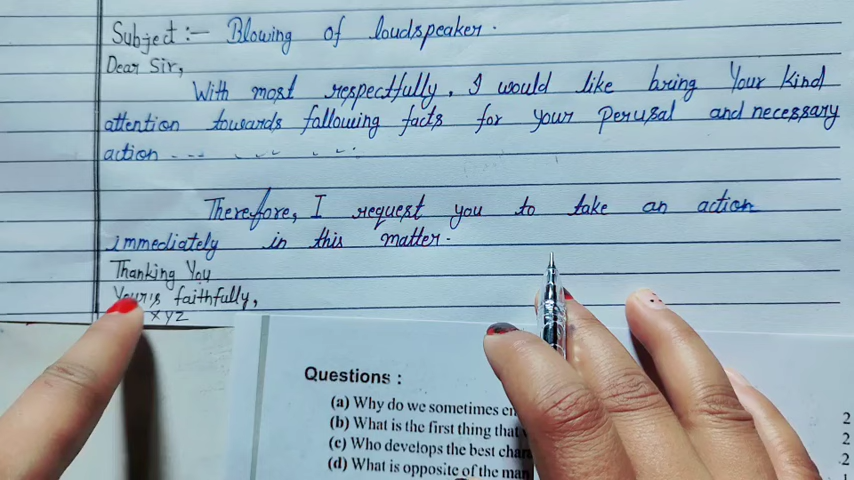 Subject :- Blowing of loudspeaker.
Dear Sir,
With most respectfully, I would like bring Your Kind
attention towards following facts for your perusal and necessary
action ...
Therefore, I request you to take an action
immediately in this matter.
Thanking You
Your's faithfully,
xyz
Questions :
(a) Why do we sometimes
(b) What is the first thing that
(c) Who develops the best
(d) What is opposite of the man
2
2
2